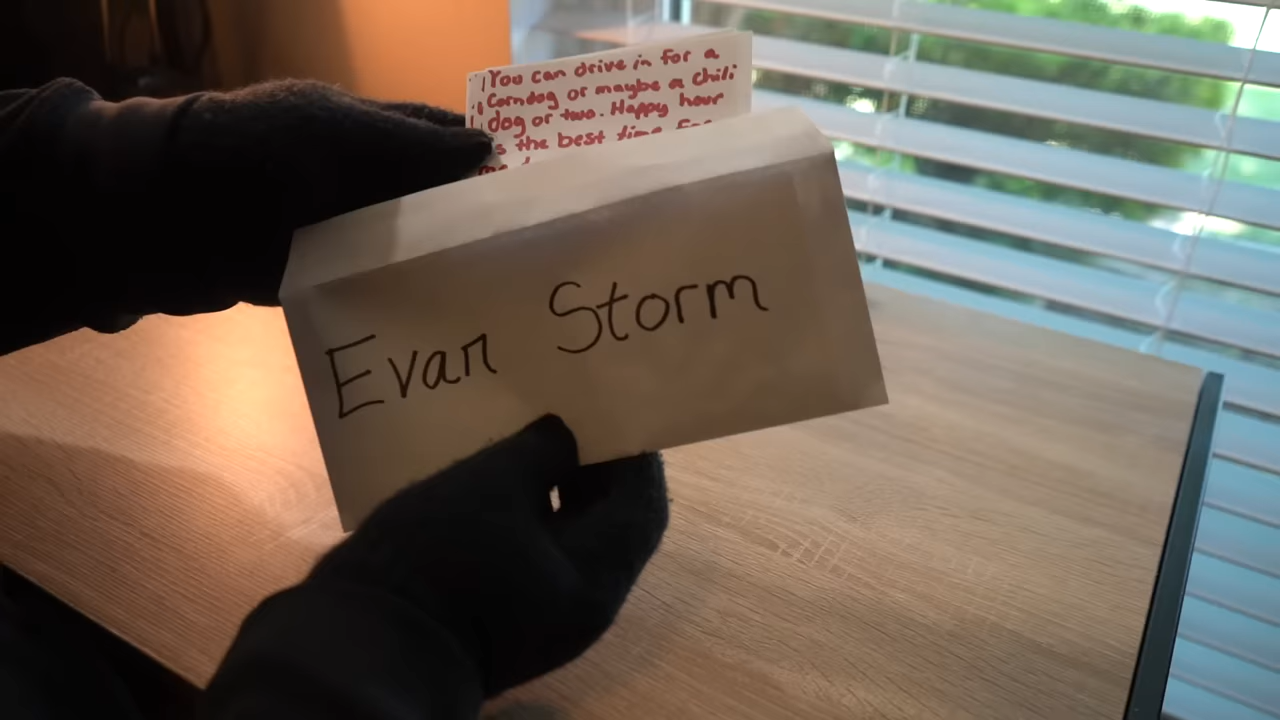 You can drive in for a
Corndog or maybe a chili
dog or two. Happy hour
is the best time for
Evan Storm